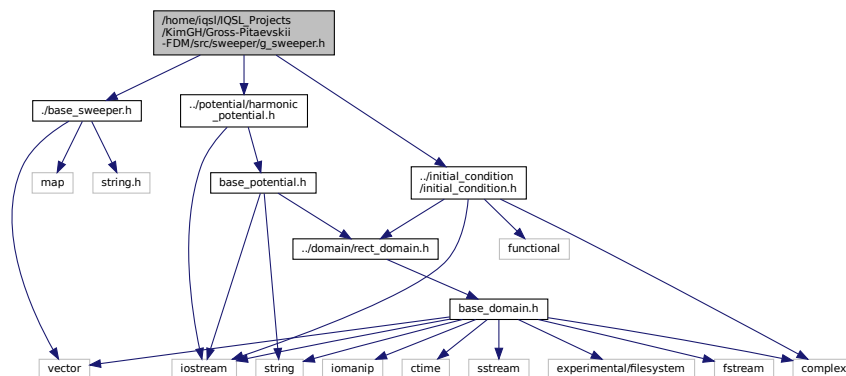 /home/iqsl/IQSL_Projects
/KimGH/Gross-Pitaevskii
-FDM/src/sweeper/g_sweeper.h
./base_sweeper.h
../potential/harmonic
_potential.h
map
string.h
base_potential.h
../initial_condition
/initial_condition.h
../domain/rect_domain.h
functional
base_domain.h
vector
iostream
string
iomanip
ctime
sstream
experimental/filesystem
fstream
complex